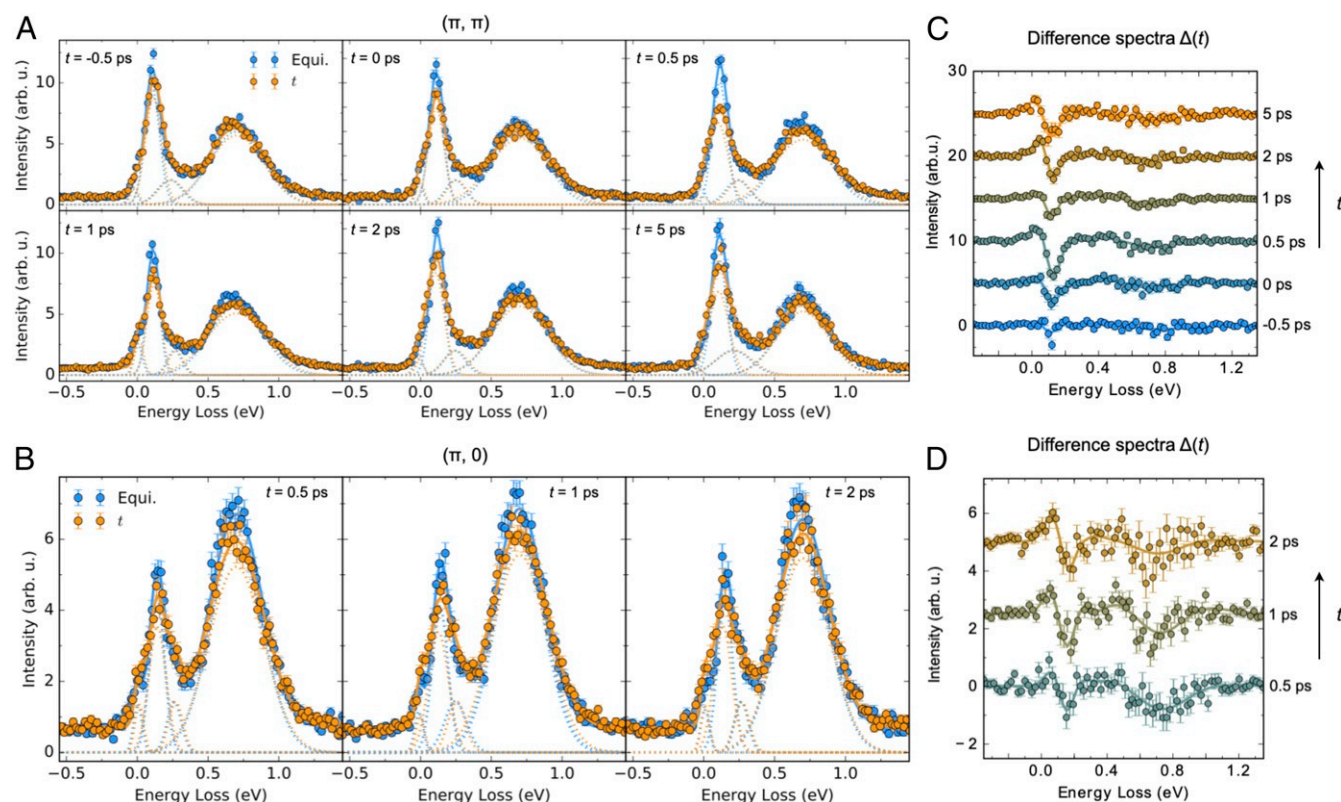 A
(π, π)
t = -0.5 ps
Equi.
t
t = 0 ps
t = 0.5 ps
10
5
0
Intensity (arb. u.)
t = 1 ps
t = 2 ps
t = 5 ps
10
5
0
Intensity (arb. u.)
−0.5 0.0 0.5 1.0 −0.5 0.0 0.5 1.0 −0.5 0.0 0.5 1.0
Energy Loss (eV) Energy Loss (eV) Energy Loss (eV)
B
(π, 0)
Equi.
t
t = 0.5 ps
t = 1 ps
t = 2 ps
6
4
2
0
Intensity (arb. u.)
−0.5 0.0 0.5 1.0 −0.5 0.0 0.5 1.0 −0.5 0.0 0.5 1.0
Energy Loss (eV) Energy Loss (eV) Energy Loss (eV)
C
Difference spectra Δ(t)
30
20
10
0
Intensity (arb.u.)
5 ps
2 ps
1 ps
0.5 ps
0 ps
-0.5 ps
t
0.0 0.4 0.8 1.2
Energy Loss (eV)
D
Difference spectra Δ(t)
6
4
2
0
−2
Intensity (arb. u.)
2 ps
1 ps
0.5 ps
t
0.0 0.4 0.8 1.2
Energy Loss (eV)